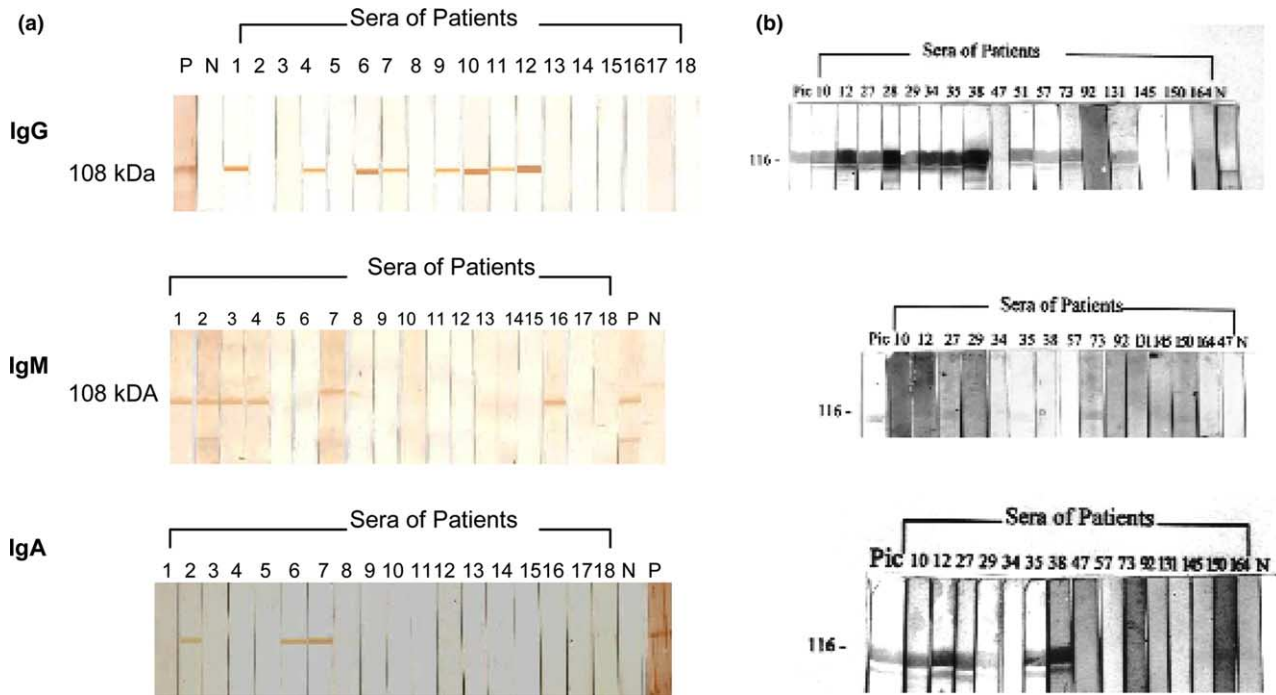 (a)
Sera of Patients
P N 1 2 3 4 5 6 7 8 9 10 11 12 13 14 15 16 17 18
IgG
108 kDa
Sera of Patients
1 2 3 4 5 6 7 8 9 10 11 12 13 14 15 16 17 18 P N
IgM
108 kDA
Sera of Patients
IgA
1 2 3 4 5 6 7 8 9 10 11 12 13 14 15 16 17 18 N P
(b)
Sera of Patients
Pic 10 12 27 28 29 34 35 38 47 51 57 73 92 131 145 150 164 N
116 -
Sera of Patients
Pic 10 12 27 29 34 35 38 57 73 92 131 145 150 164 47 N
116 -
Sera of Patients
Pic 10 12 27 29 34 35 38 47 57 73 92 131 145 150 164 N
116 -